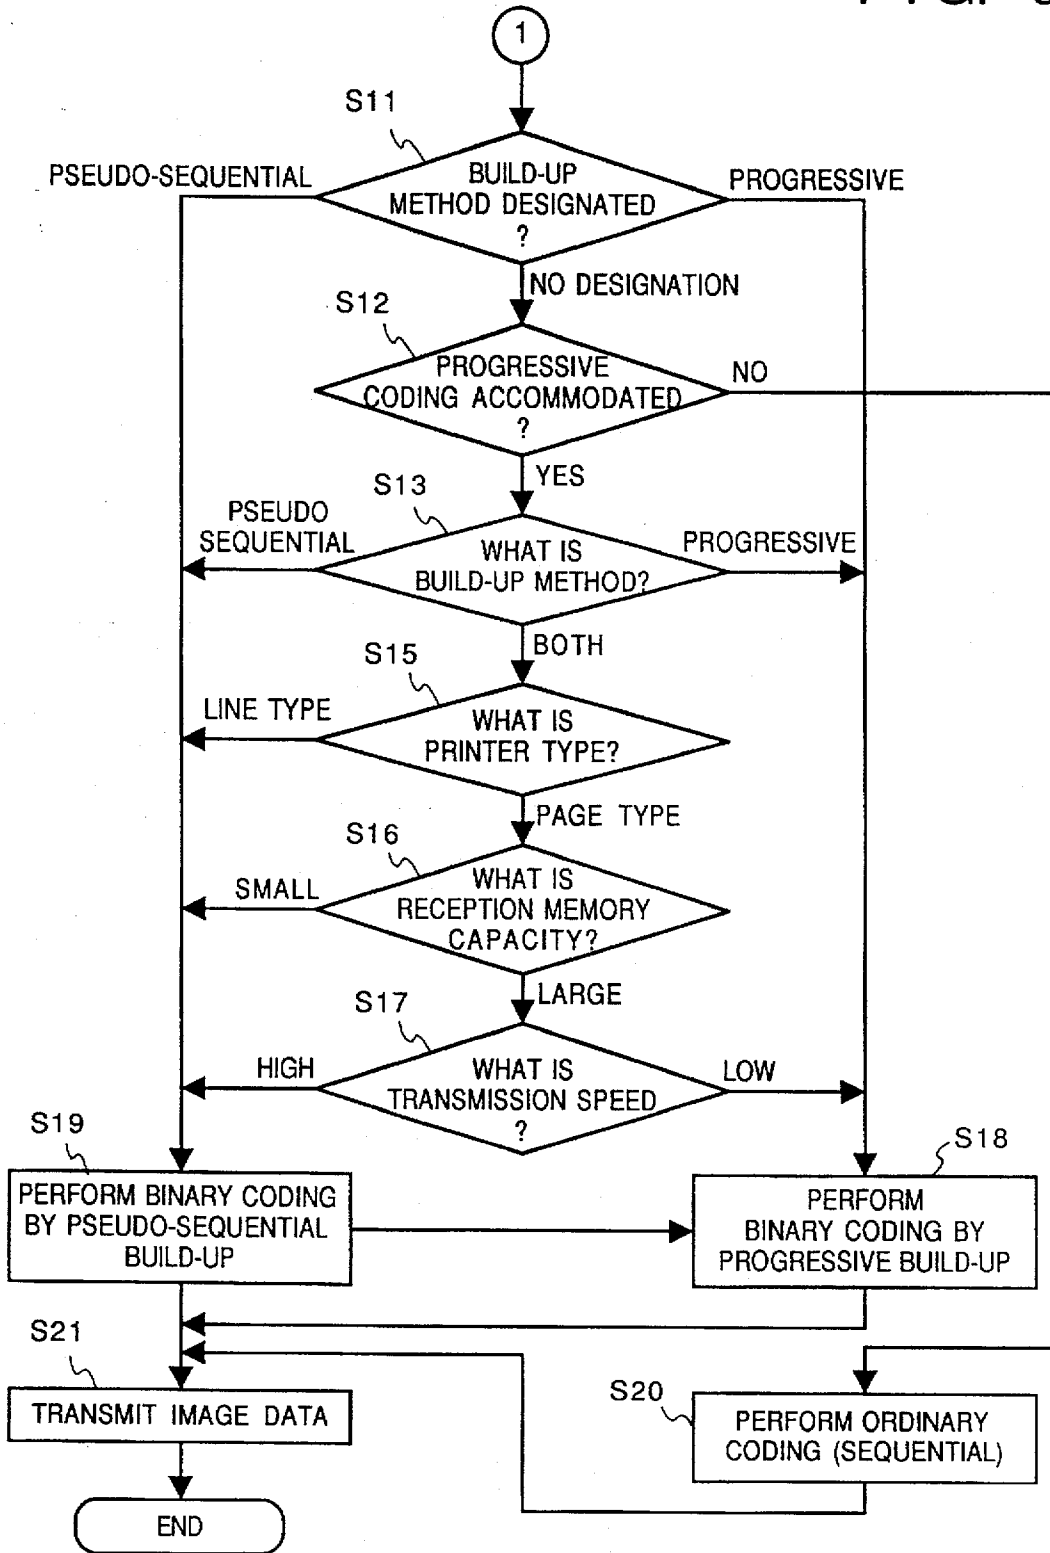 FIG.
1
S11
PSEUDO-SEQUENTIAL
BUILD-UP
METHOD DESIGNATED
?
PROGRESSIVE
NO DESIGNATION
S12
PROGRESSIVE
CODING ACCOMMODATED
?
NO
YES
S13
PSEUDO
SEQUENTIAL
WHAT IS
BUILD-UP METHOD?
PROGRESSIVE
BOTH
S15
LINE TYPE
WHAT IS
PRINTER TYPE?
PAGE TYPE
S16
SMALL
WHAT IS
RECEPTION MEMORY
CAPACITY?
LARGE
S17
HIGH
WHAT IS
TRANSMISSION SPEED
?
LOW
S19
PERFORM BINARY CODING
BY PSEUDO-SEQUENTIAL
BUILD-UP
S18
PERFORM
BINARY CODING BY
PROGRESSIVE BUILD-UP
S21
TRANSMIT IMAGE DATA
S20
PERFORM ORDINARY
CODING (SEQUENTIAL)
END